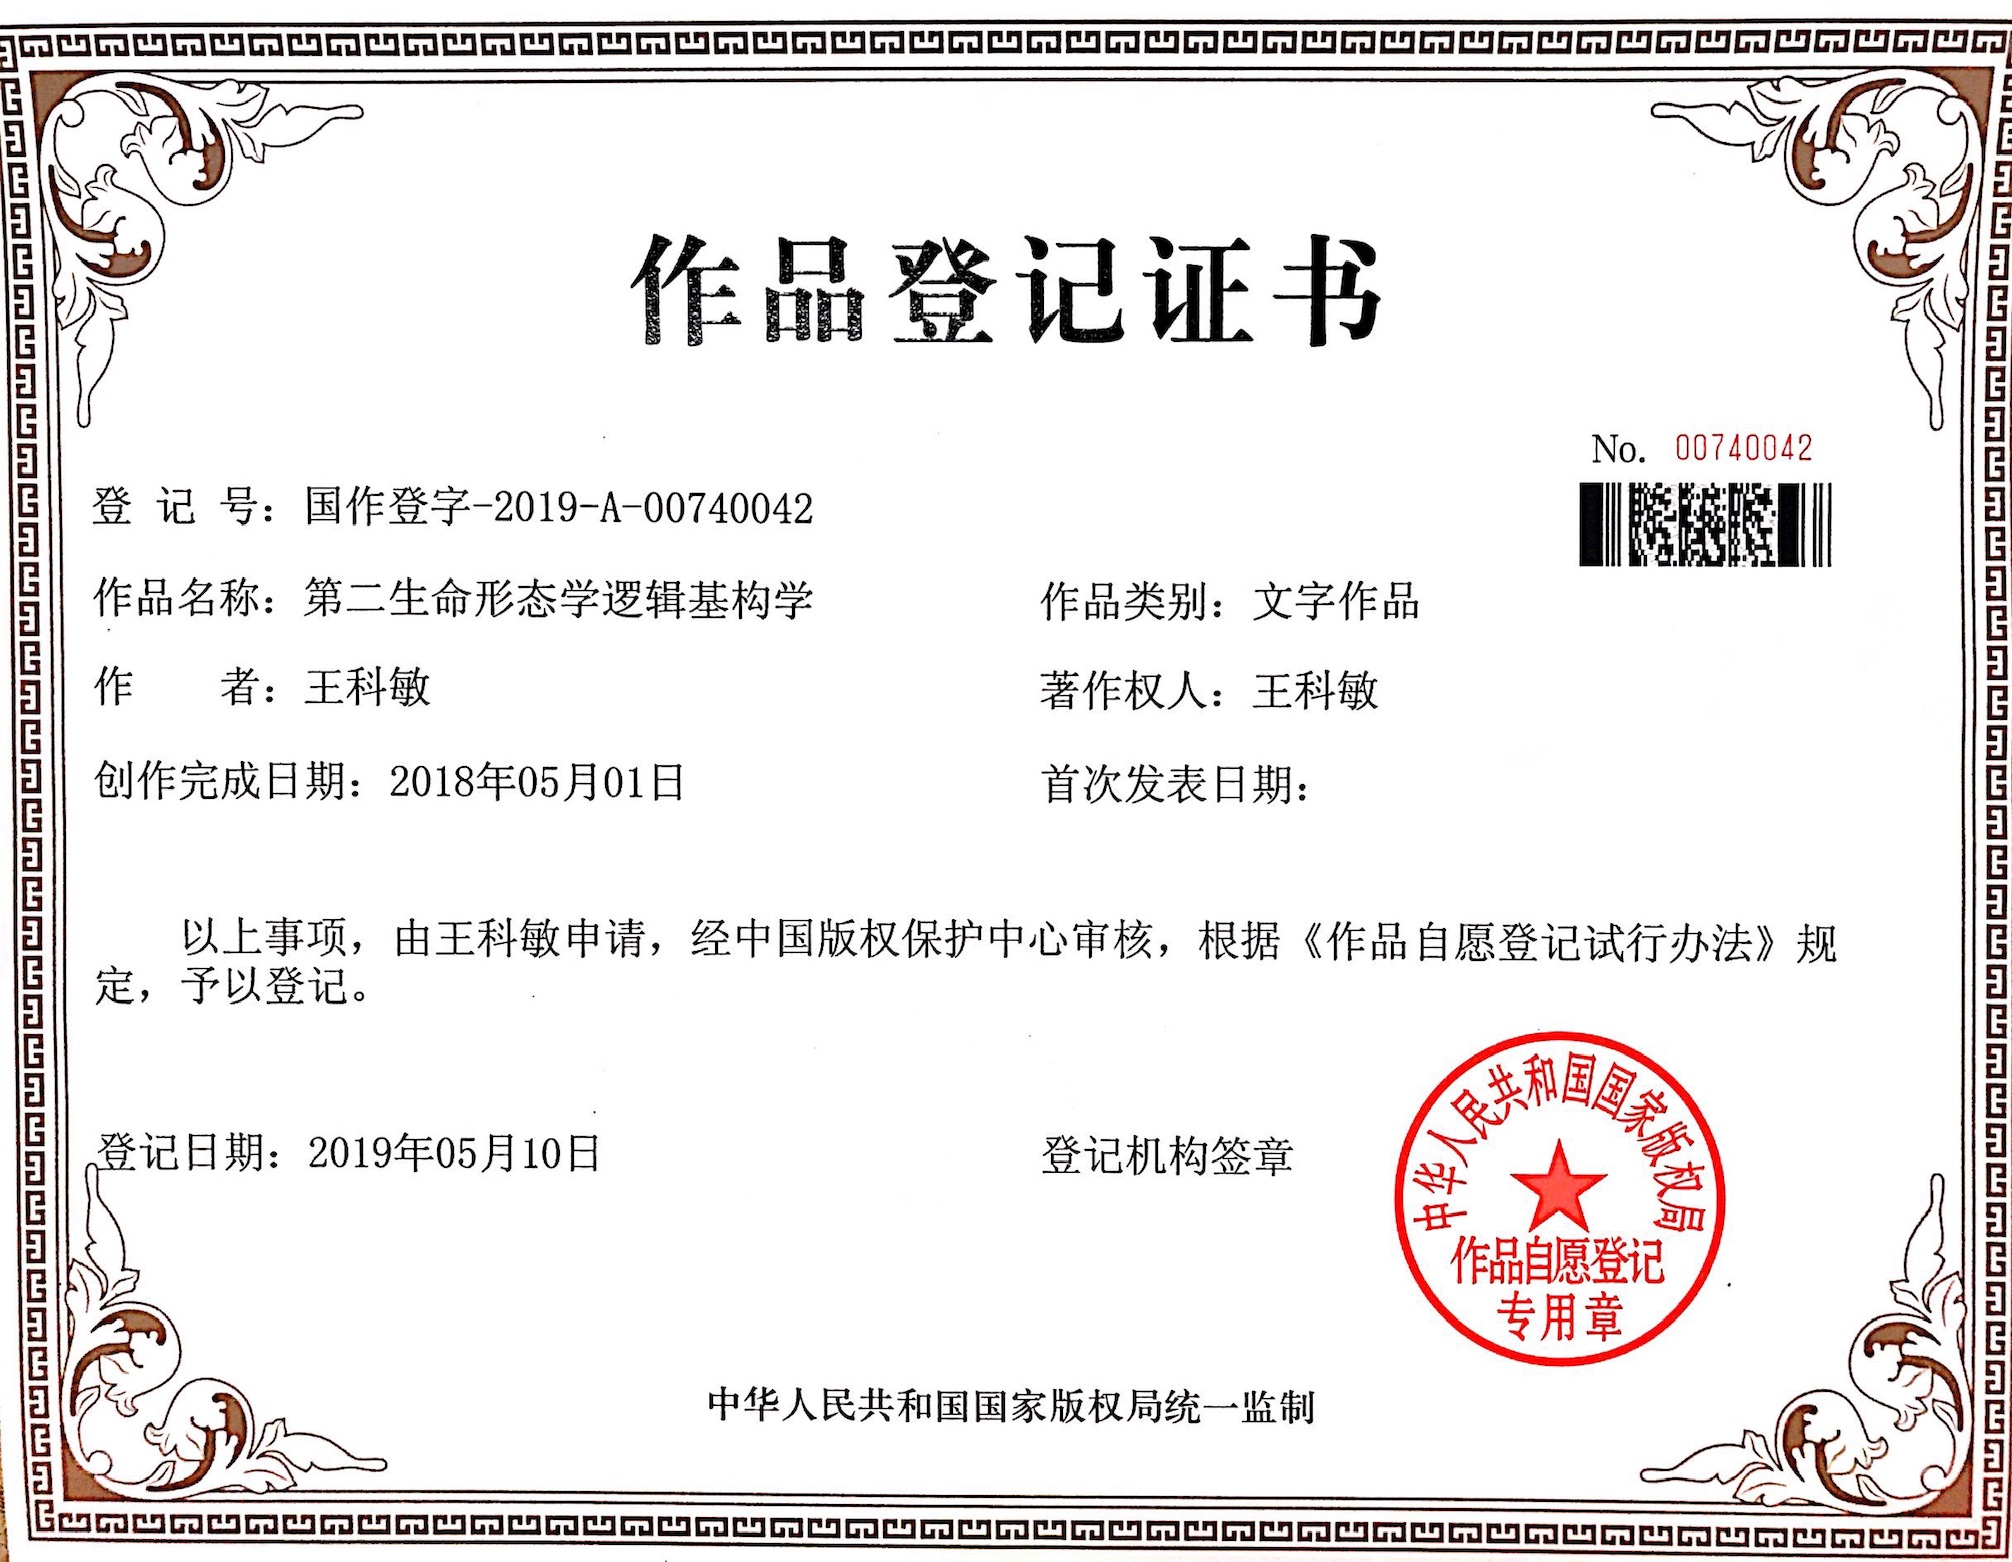 作品登记证书
No. 00740042
登 记 号：国作登字-2019-A-00740042
作品名称：第二生命形态学逻辑基构学
作品类别：文字作品
作 者：王科敏
著作权人：王科敏
创作完成日期：2018年05月01日
首次发表日期：
以上事项，由王科敏申请，经中国版权保护中心审核，根据《作品自愿登记试行办法》规
定，予以登记。
登记日期：2019年05月10日
登记机构签章
中华人民共和国国家版权局
作品自愿登记
专用章
中华人民共和国国家版权局统一监制